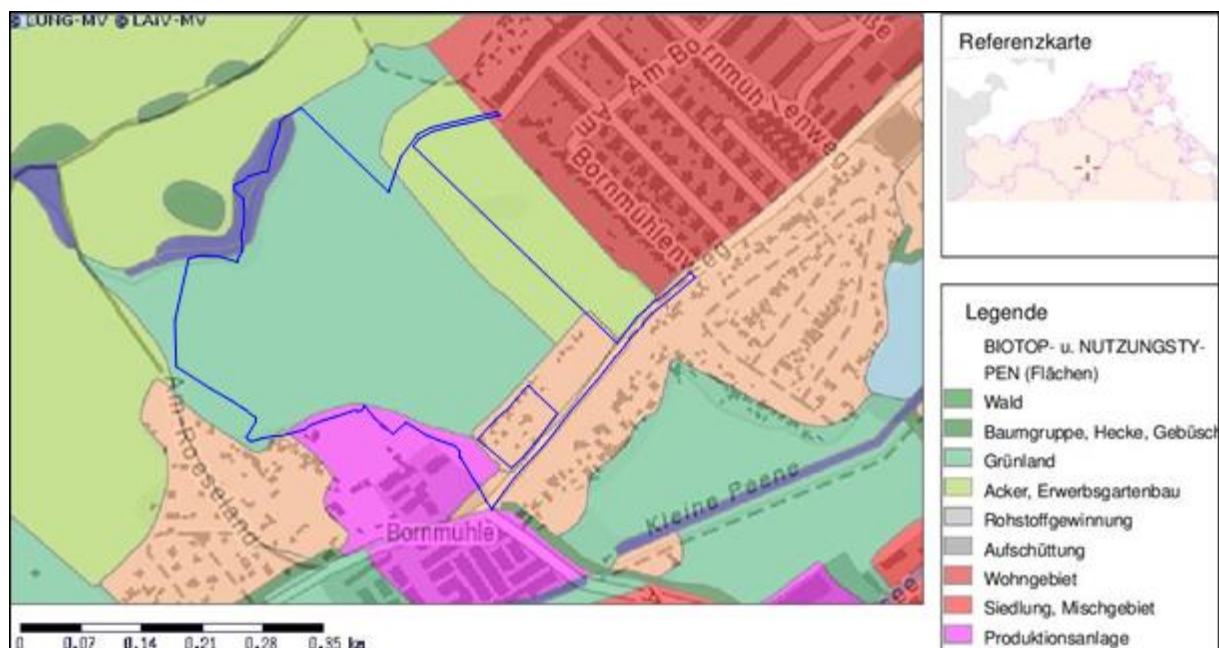 © LUNG-MV © LAiV-MV
Am Bornmühlenweg
Am
Bornmühlenweg
Am Roeseland
Bornmühle
Kleine Peene
0 0.07 0.14 0.21 0.28 0.35 km
Referenzkarte
Legende
BIOTOP- u. NUTZUNGSTY-
PEN (Flächen)
Wald
Baumgruppe, Hecke, Gebüsch
Grünland
Acker, Erwerbsgartenbau
Rohstoffgewinnung
Aufschüttung
Wohngebiet
Siedlung, Mischgebiet
Produktionsanlage